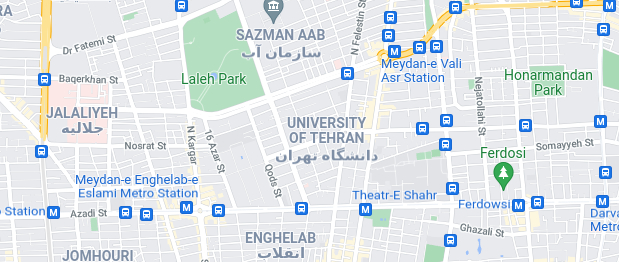 RA
SAZMAN AAB
سازمان آب
N Felestin St
Dr Fatemi St
Meydan-e Vali
Asr Station
Baqerkhan St
Laleh Park
Honarmandan
Park
JALALIYEH
جلالیه
UNIVERSITY
OF TEHRAN
دانشگاه تهران
Nejatollahi St
N Kargar
16 Azar St
Nosrat St
Somayyeh St
Ferdosi
Qods St
Meydan-e Enghelab-e
Eslami Metro Station
Theatr-E Shahr
Ferdowsi
o Station
Azadi St
Darva
Metro
Ghazali St
ENGHELAB
انقلاب
JOMHOURI